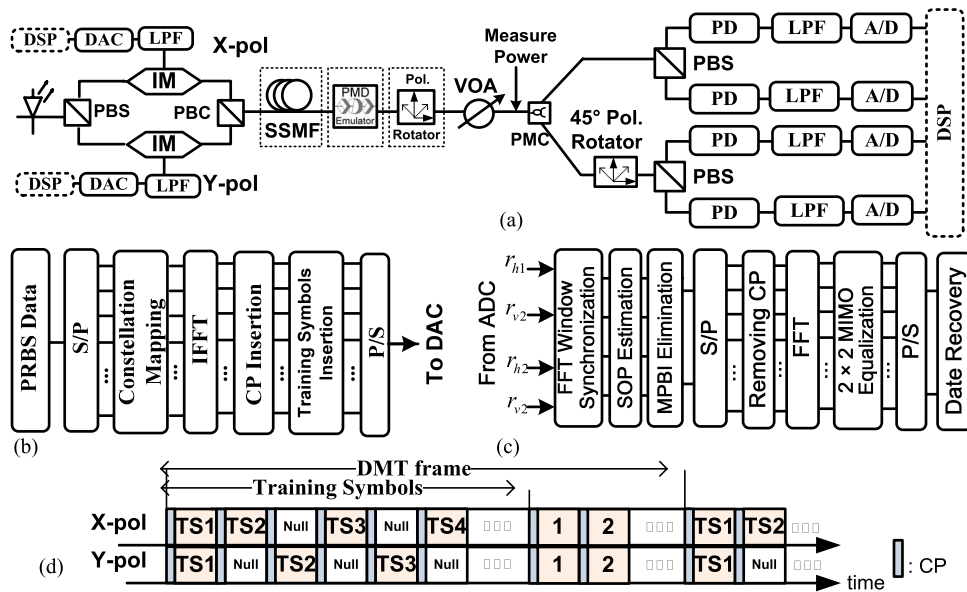 DSP
DAC
LPF
X-pol
IM
PBS
PBC
IM
DSP
DAC
LPF
Y-pol
SSMF
PMD
Emulator
Pol.
Rotator
VOA
Measure
Power
PMC
45° Pol.
Rotator
PBS
PD
LPF
A/D
PD
LPF
A/D
PBS
PD
LPF
A/D
PD
LPF
A/D
DSP
(a)
PRBS Data
S/P
Constellation
Mapping
IFFT
CP Insertion
Training Symbols
Insertion
P/S
To DAC
(b)
From ADC
rh1
rv2
rh2
rv2
FFT Window
Synchronization
SOP Estimation
MPBI Elimination
S/P
Removing CP
FFT
2 × 2 MIMO
Equalization
P/S
Date Recovery
(c)
DMT frame
Training Symbols
X-pol TS1 TS2 Null TS3 Null TS4 1 2 TS1 TS2
Y-pol TS1 Null TS2 Null TS3 Null 1 2 TS1 Null
(d)
time
: CP